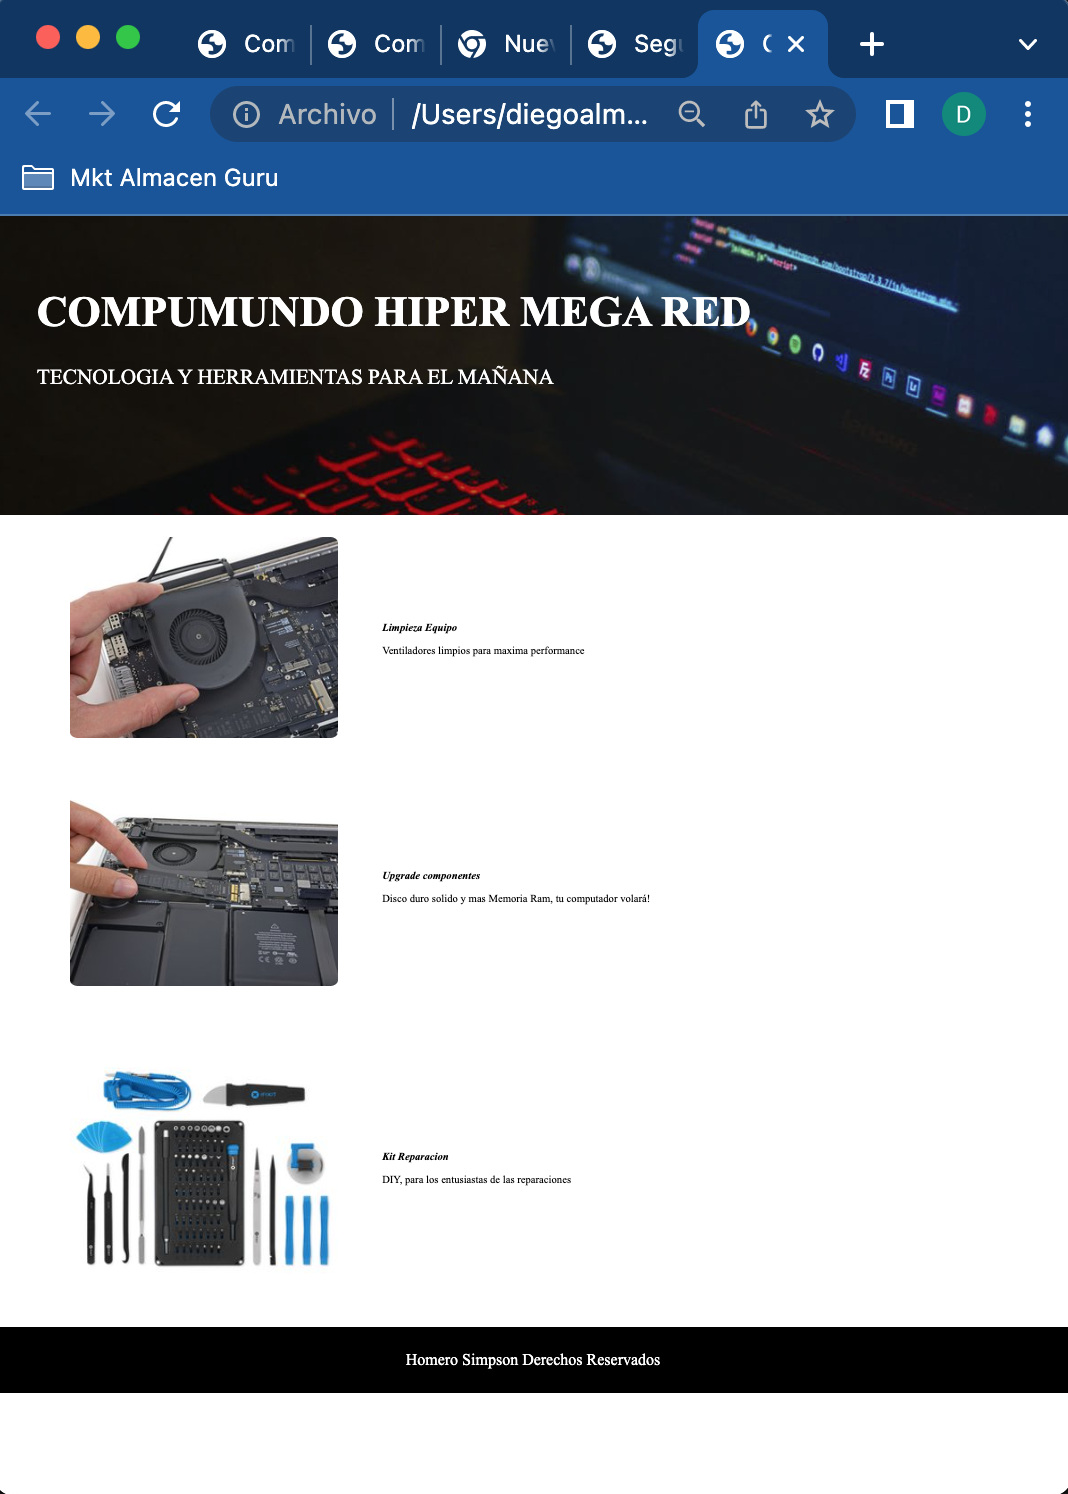 Com
Com
Nue
Segu
Archivo
/Users/diegoalm...
D
Mkt Almacen Guru
COMPUMUNDO HIPER MEGA RED
TECNOLOGIA Y HERRAMIENTAS PARA EL MAÑANA
Limpieza Equipo
Ventiladores limpios para maxima performance
Upgrade componentes
Disco duro solido y mas Memoria Ram, tu computador volará!
Kit Reparacion
DIY, para los entusiastas de las reparaciones
Homero Simpson Derechos Reservados